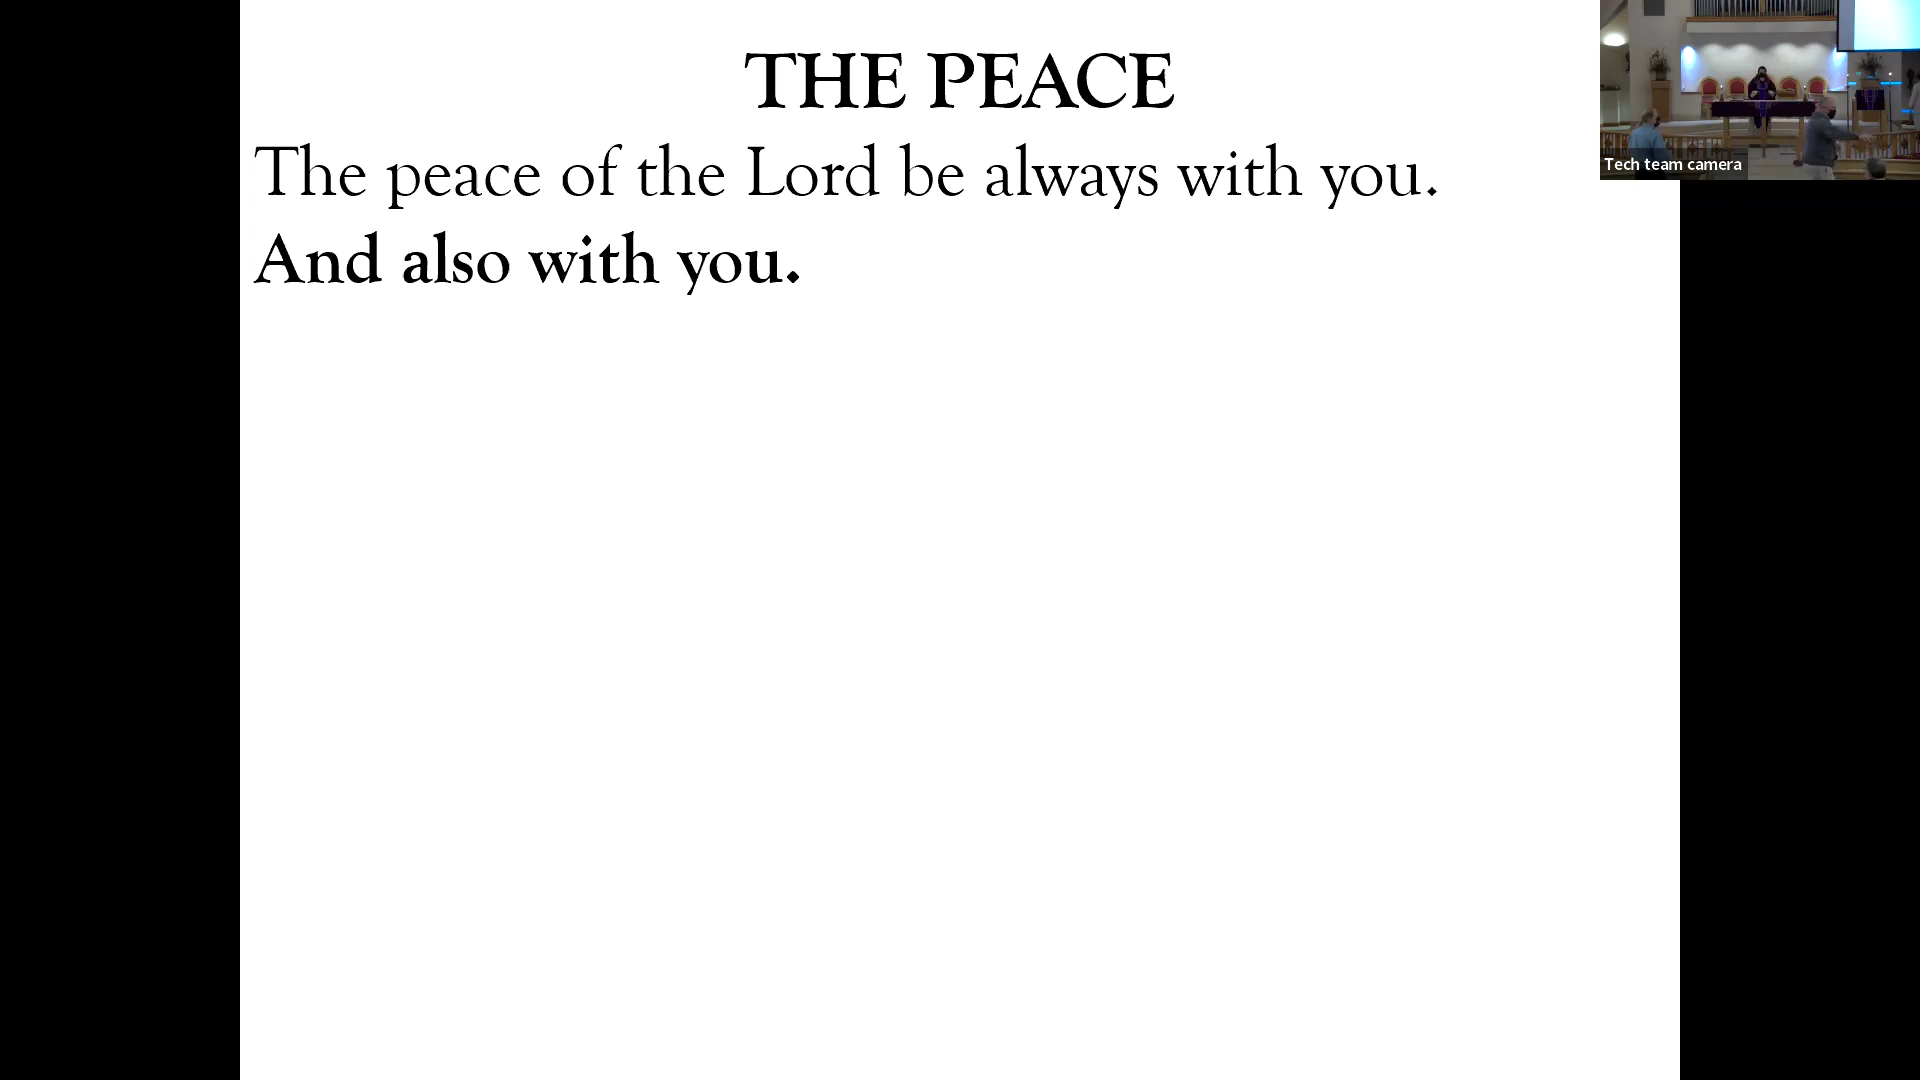 THE PEACE
The peace of the Lord be always with you.
And also with you.
Tech team camera